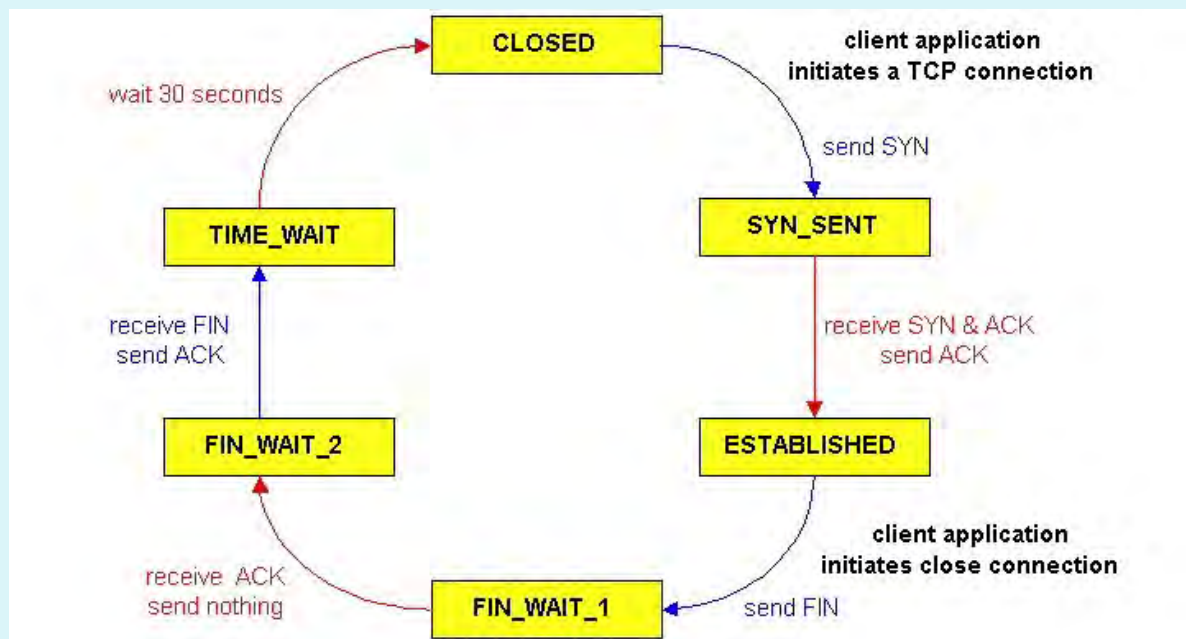 CLOSED
client application
initiates a TCP connection
wait 30 seconds
send SYN
TIME_WAIT
SYN_SENT
receive FIN
send ACK
receive SYN & ACK
send ACK
FIN_WAIT_2
ESTABLISHED
client application
initiates close connection
receive ACK
send nothing
FIN_WAIT_1
send FIN